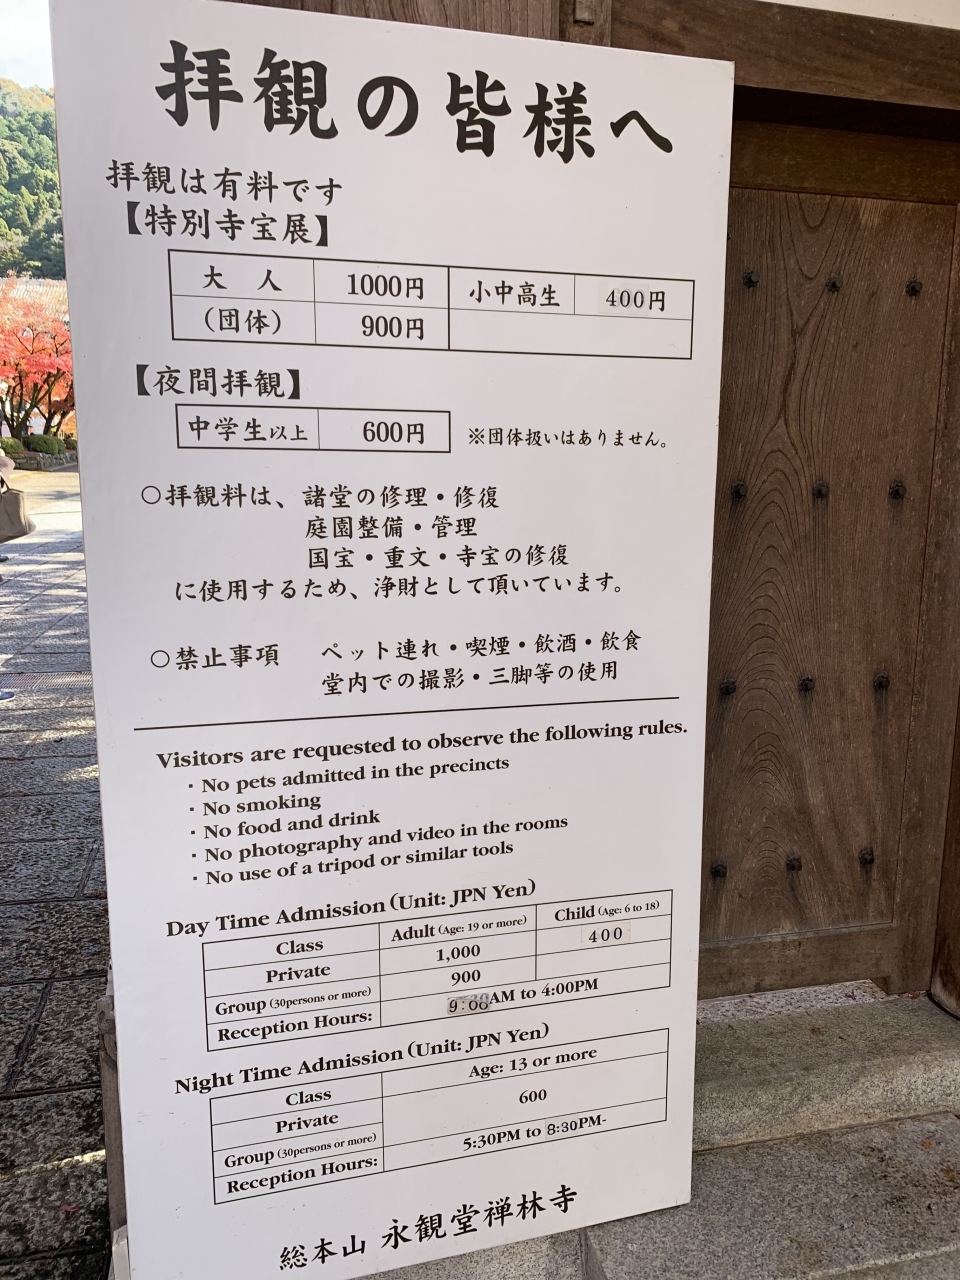 拝観の皆様へ
拝観は有料です
【特別寺宝展】
大人 1000円 小中高生 400円
(団体) 900円
【夜間拝観】
中学生以上 600円 ※団体扱いはありません。
○拝観料は、諸堂の修理・修復
庭園整備・管理
国宝・重文・寺宝の修復
に使用するため、浄財として頂いています。
○禁止事項 ペット連れ・喫煙・飲酒・飲食
堂内での撮影・三脚等の使用
Visitors are requested to observe the following rules.
・No pets admitted in the precincts
・No smoking
・No food and drink
・No photography and video in the rooms
・No use of a tripod or similar tools
Day Time Admission (Unit: JPN Yen)
Class Adult (Age: 19 or more) Child (Age: 6 to 18)
Private 1,000 400
Group (30persons or more) 900
Reception Hours: 9:00AM to 4:00PM
Night Time Admission (Unit: JPN Yen)
Class Age: 13 or more
Private 600
Group (30persons or more)
Reception Hours: 5:30PM to 8:30PM-
総本山 永観堂禅林寺